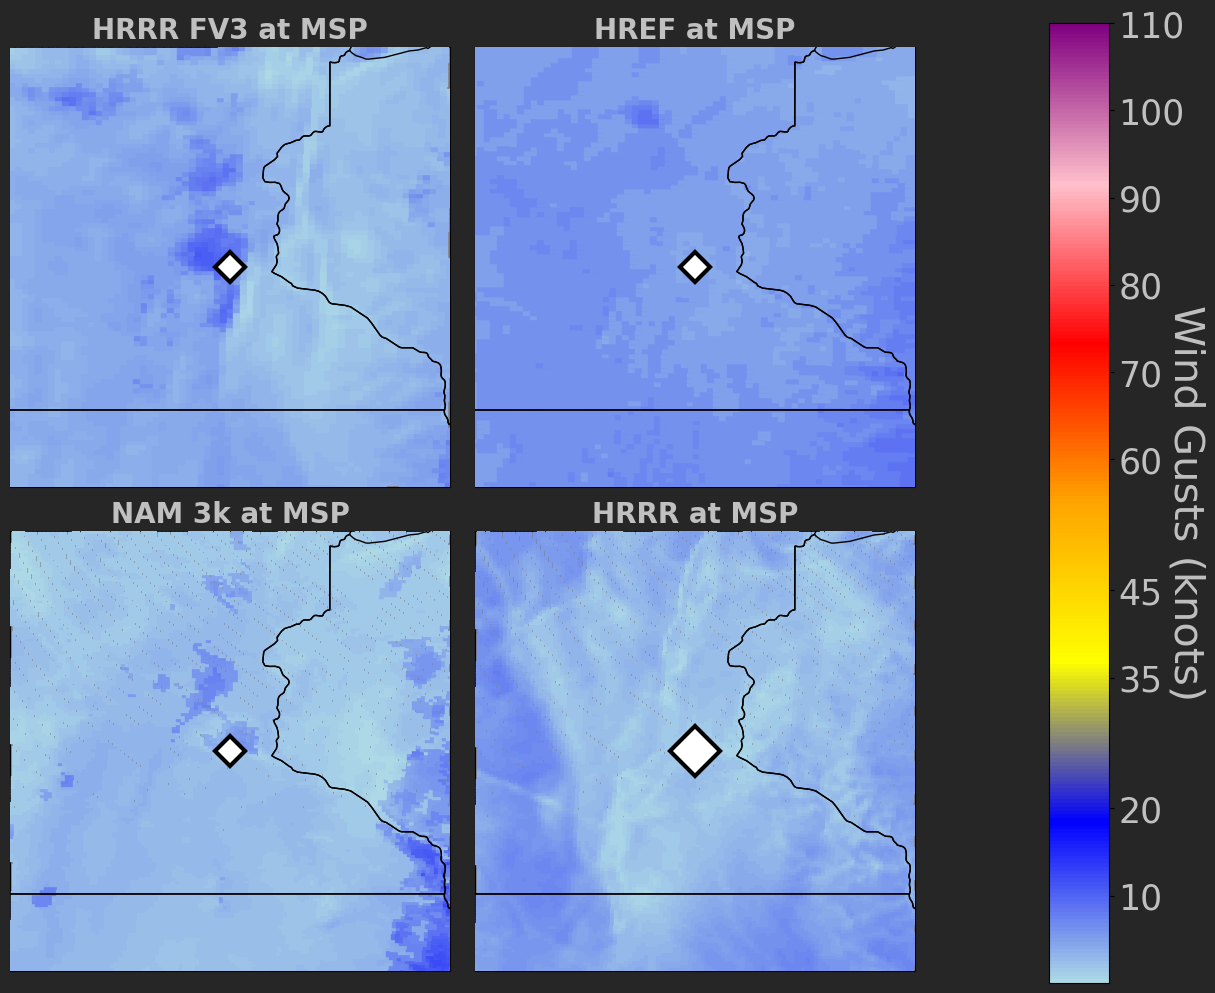 HRRR FV3 at MSP
HREF at MSP
NAM 3k at MSP
HRRR at MSP
110
100
90
80
70
60
45
35
20
10
Wind Gusts (knots)